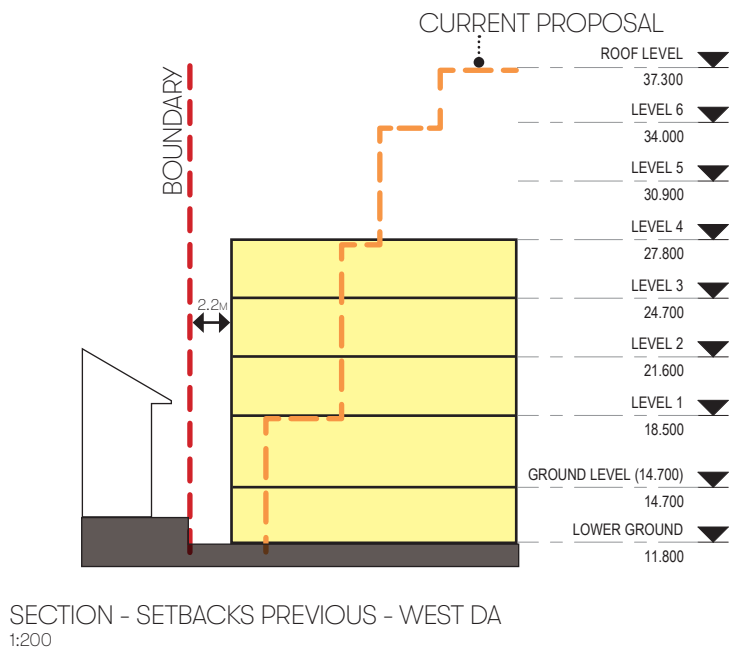 CURRENT PROPOSAL
BOUNDARY
ROOF LEVEL
37.300
LEVEL 6
34.000
LEVEL 5
30.900
LEVEL 4
27.800
LEVEL 3
24.700
2.2M
LEVEL 2
21.600
LEVEL 1
18.500
GROUND LEVEL (14.700)
14.700
LOWER GROUND
11.800
SECTION - SETBACKS PREVIOUS - WEST DA
1:200